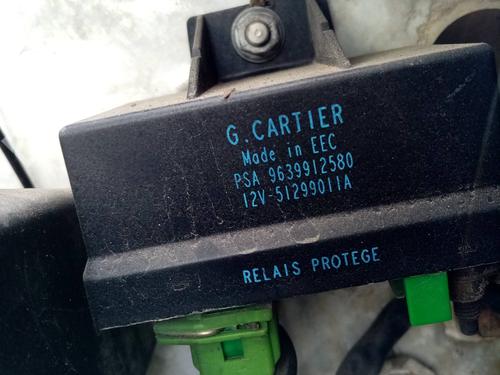 G.CARTIER
Made in EEC
PSA 9639912580
12V-51299011A
RELAIS PROTEGE